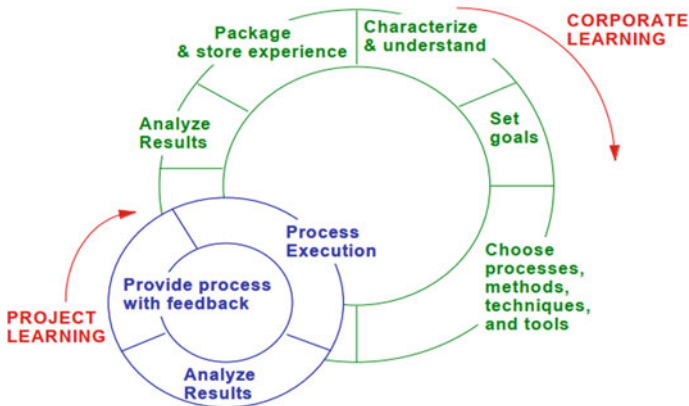 Package
& store experience
Characterize
& understand
CORPORATE
LEARNING
Analyze
Results
Set
goals
Process
Execution
Choose
processes,
methods,
techniques,
and tools
Provide process
with feedback
PROJECT
LEARNING
Analyze
Results